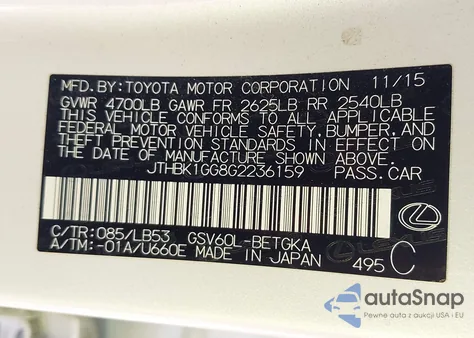 MFD.BY:TOYOTA MOTOR CORPORATION 11/15
GVWR 4700LB GAWR FR 2625LB RR 2540LB
THIS VEHICLE CONFORMS TO ALL APPLICABLE
FEDERAL MOTOR VEHICLE SAFETY, BUMPER, AND
THEFT PREVENTION STANDARDS IN EFFECT ON
THE DATE OF MANUFACTURE SHOWN ABOVE.
JTHBK1GG8G2236159 PASS.CAR
C/TR:085/LB53 GSV60L-BETGKA
A/TM:-01A/U660E MADE IN JAPAN 495 C
autoSnap
Pewne auta z aukcji USA i EU